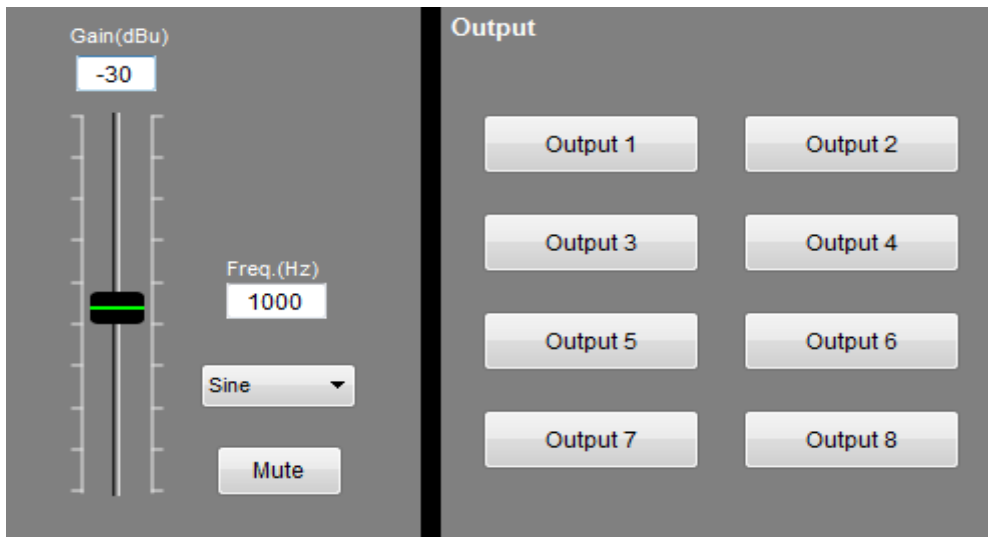 Gain(dBu)
-30
Freq.(Hz)
1000
Sine
Mute
Output
Output 1
Output 2
Output 3
Output 4
Output 5
Output 6
Output 7
Output 8